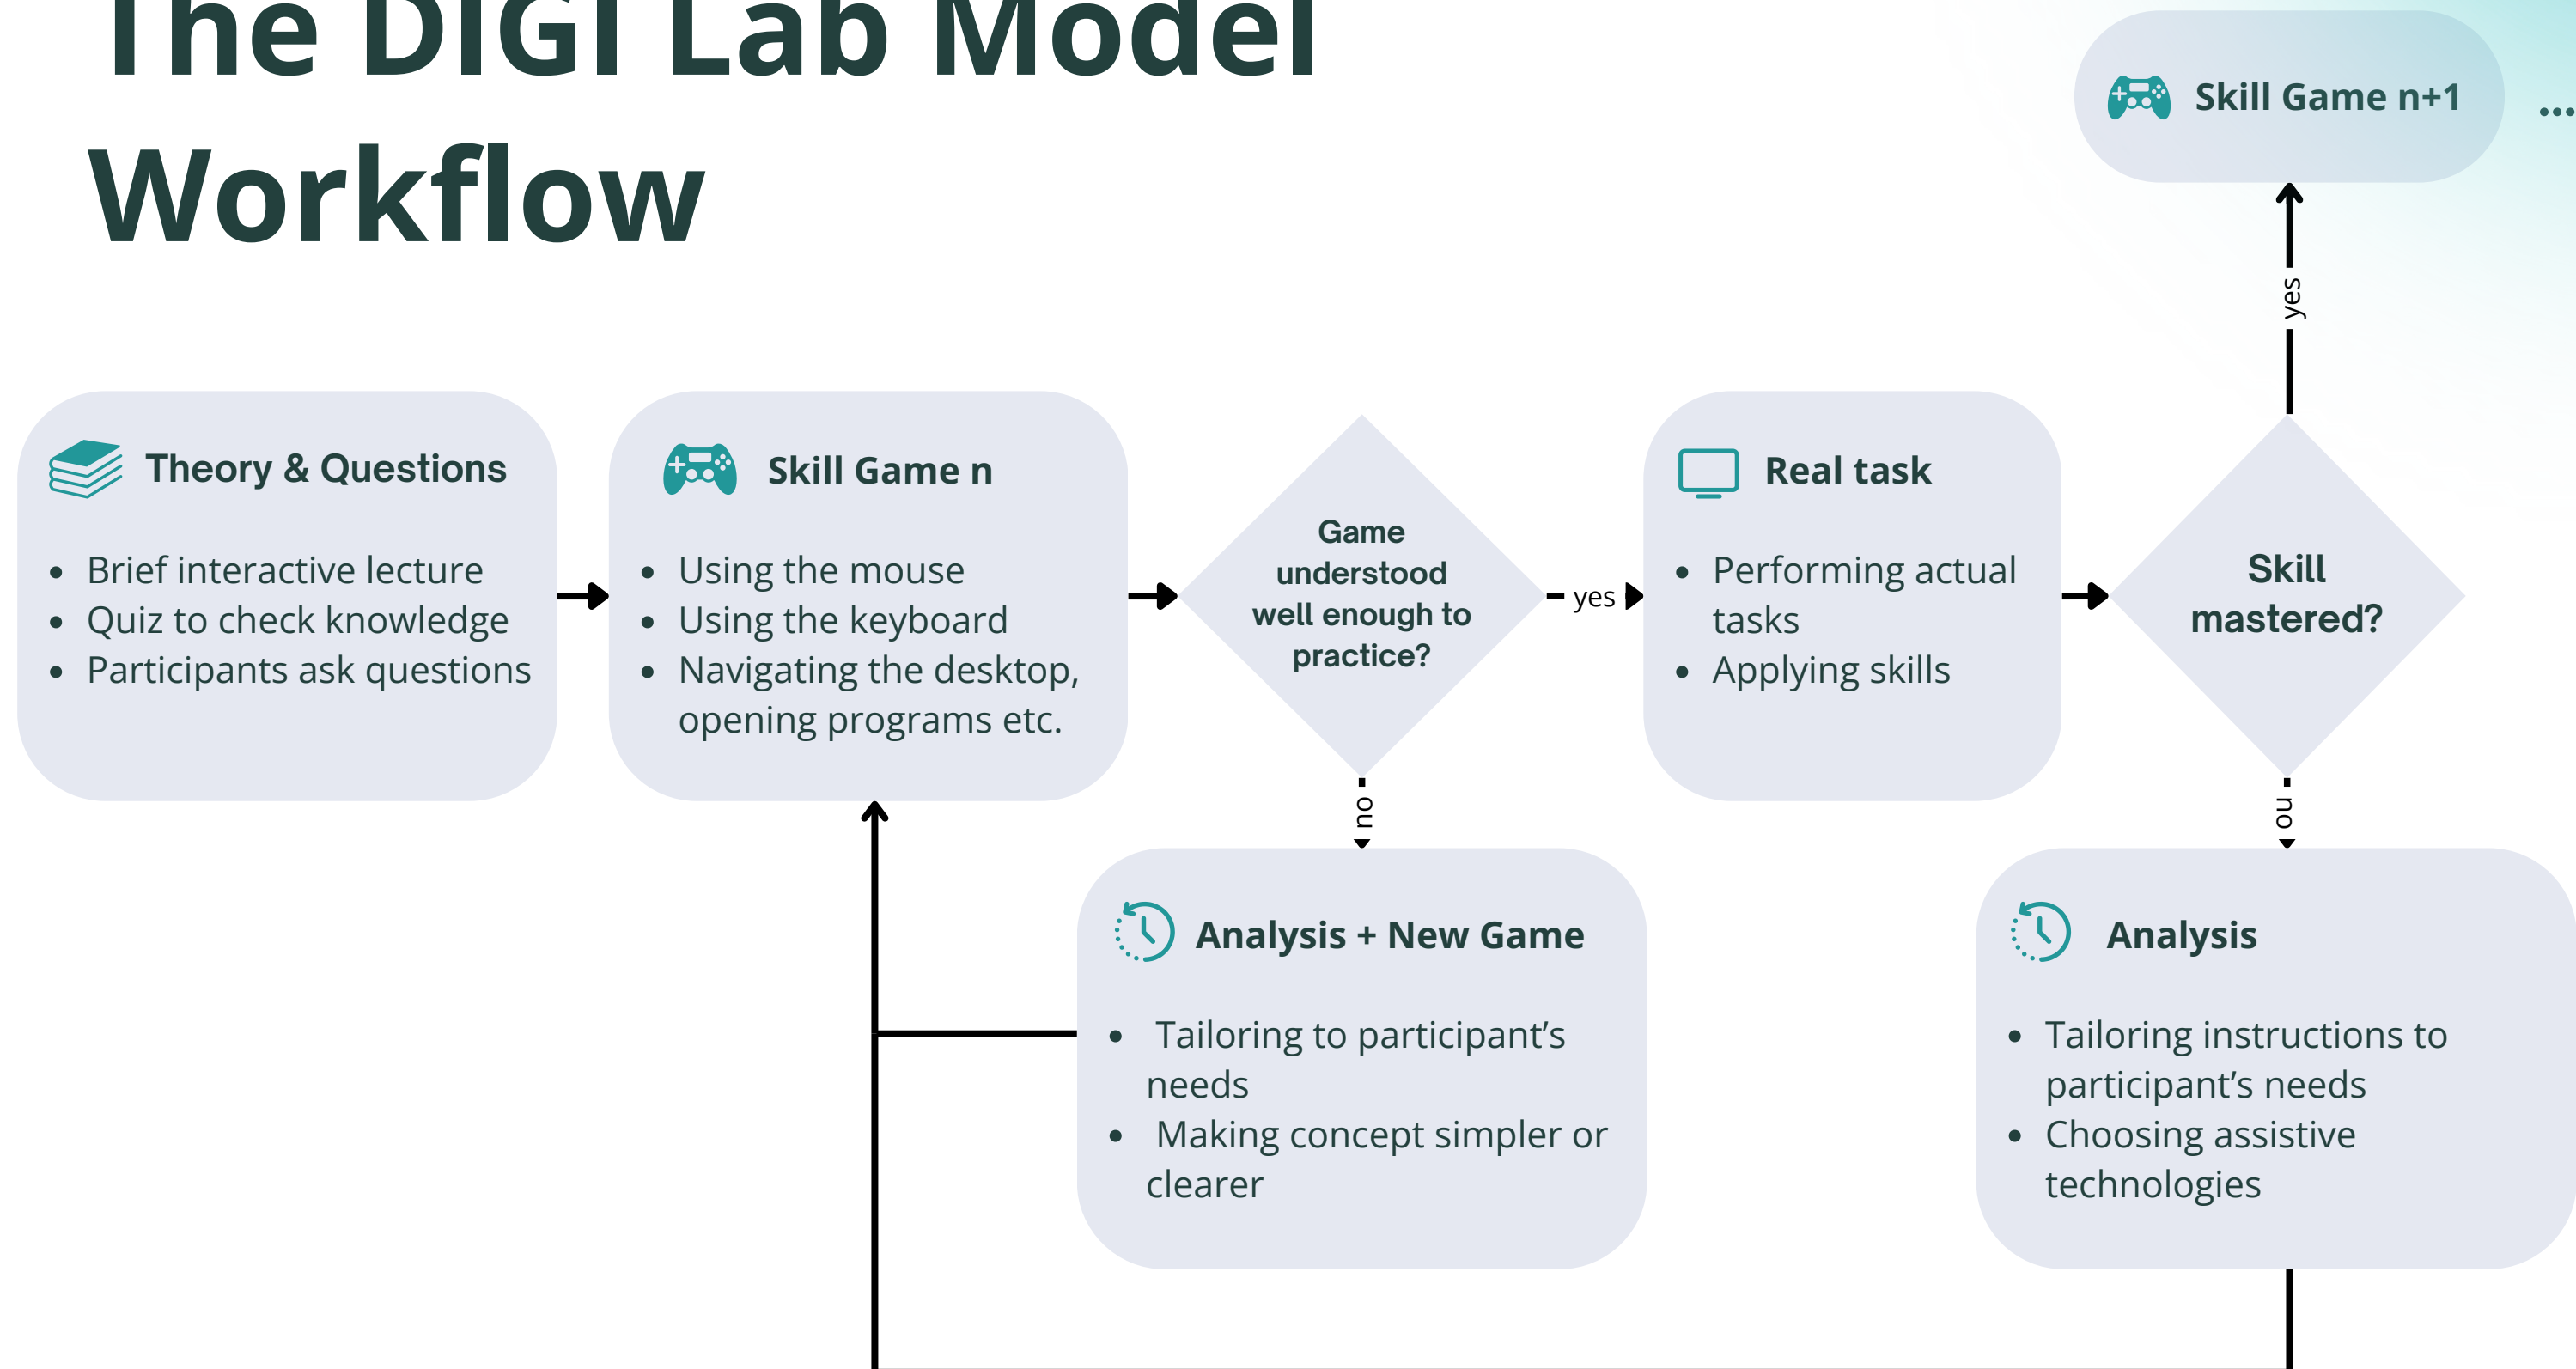 The DIGI Lab Model
Workflow
Skill Game n+1
...
yes
Theory & Questions
• Brief interactive lecture
• Quiz to check knowledge
• Participants ask questions
Skill Game n
• Using the mouse
• Using the keyboard
• Navigating the desktop,
opening programs etc.
Game
understood
well enough to
practice?
yes
Real task
• Performing actual
tasks
• Applying skills
Skill
mastered?
no
no
Analysis + New Game
• Tailoring to participant’s
needs
• Making concept simpler or
clearer
Analysis
• Tailoring instructions to
participant’s needs
• Choosing assistive
technologies